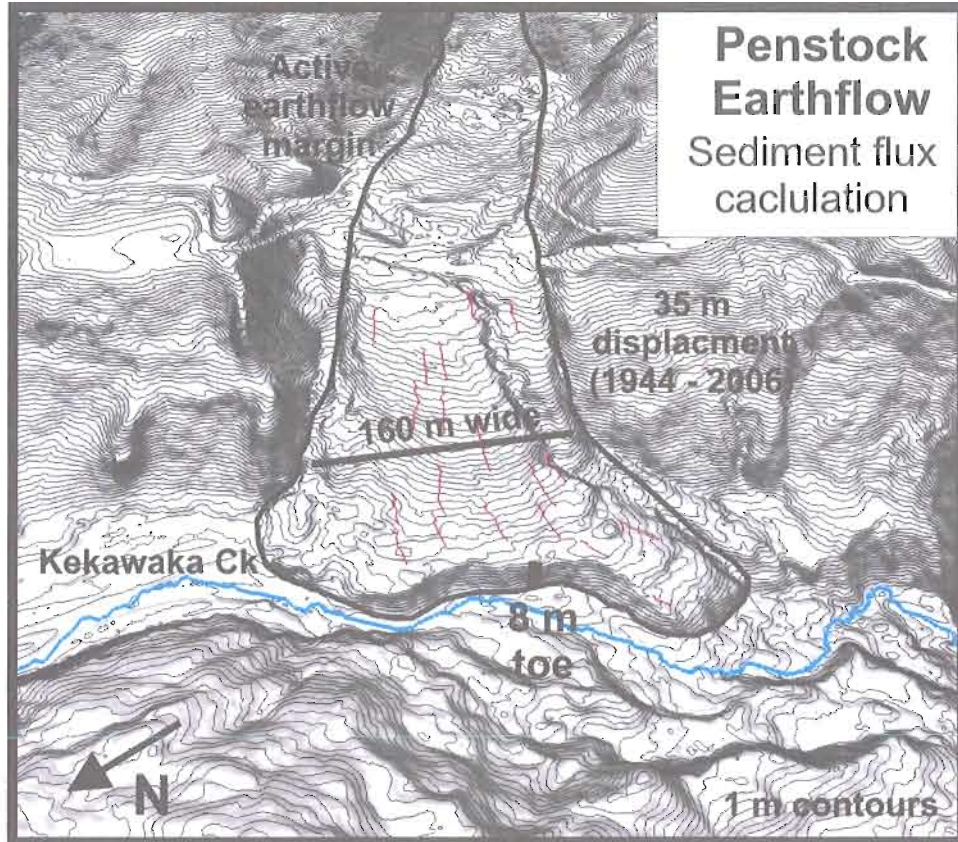 Penstock
Earthflow
Sediment flux
caclulation
Active
earthflow
margin
35 m
displacment
(1944 - 2006)
160 m wide
Kekawaka Ck
8 m
toe
N
1 m contours